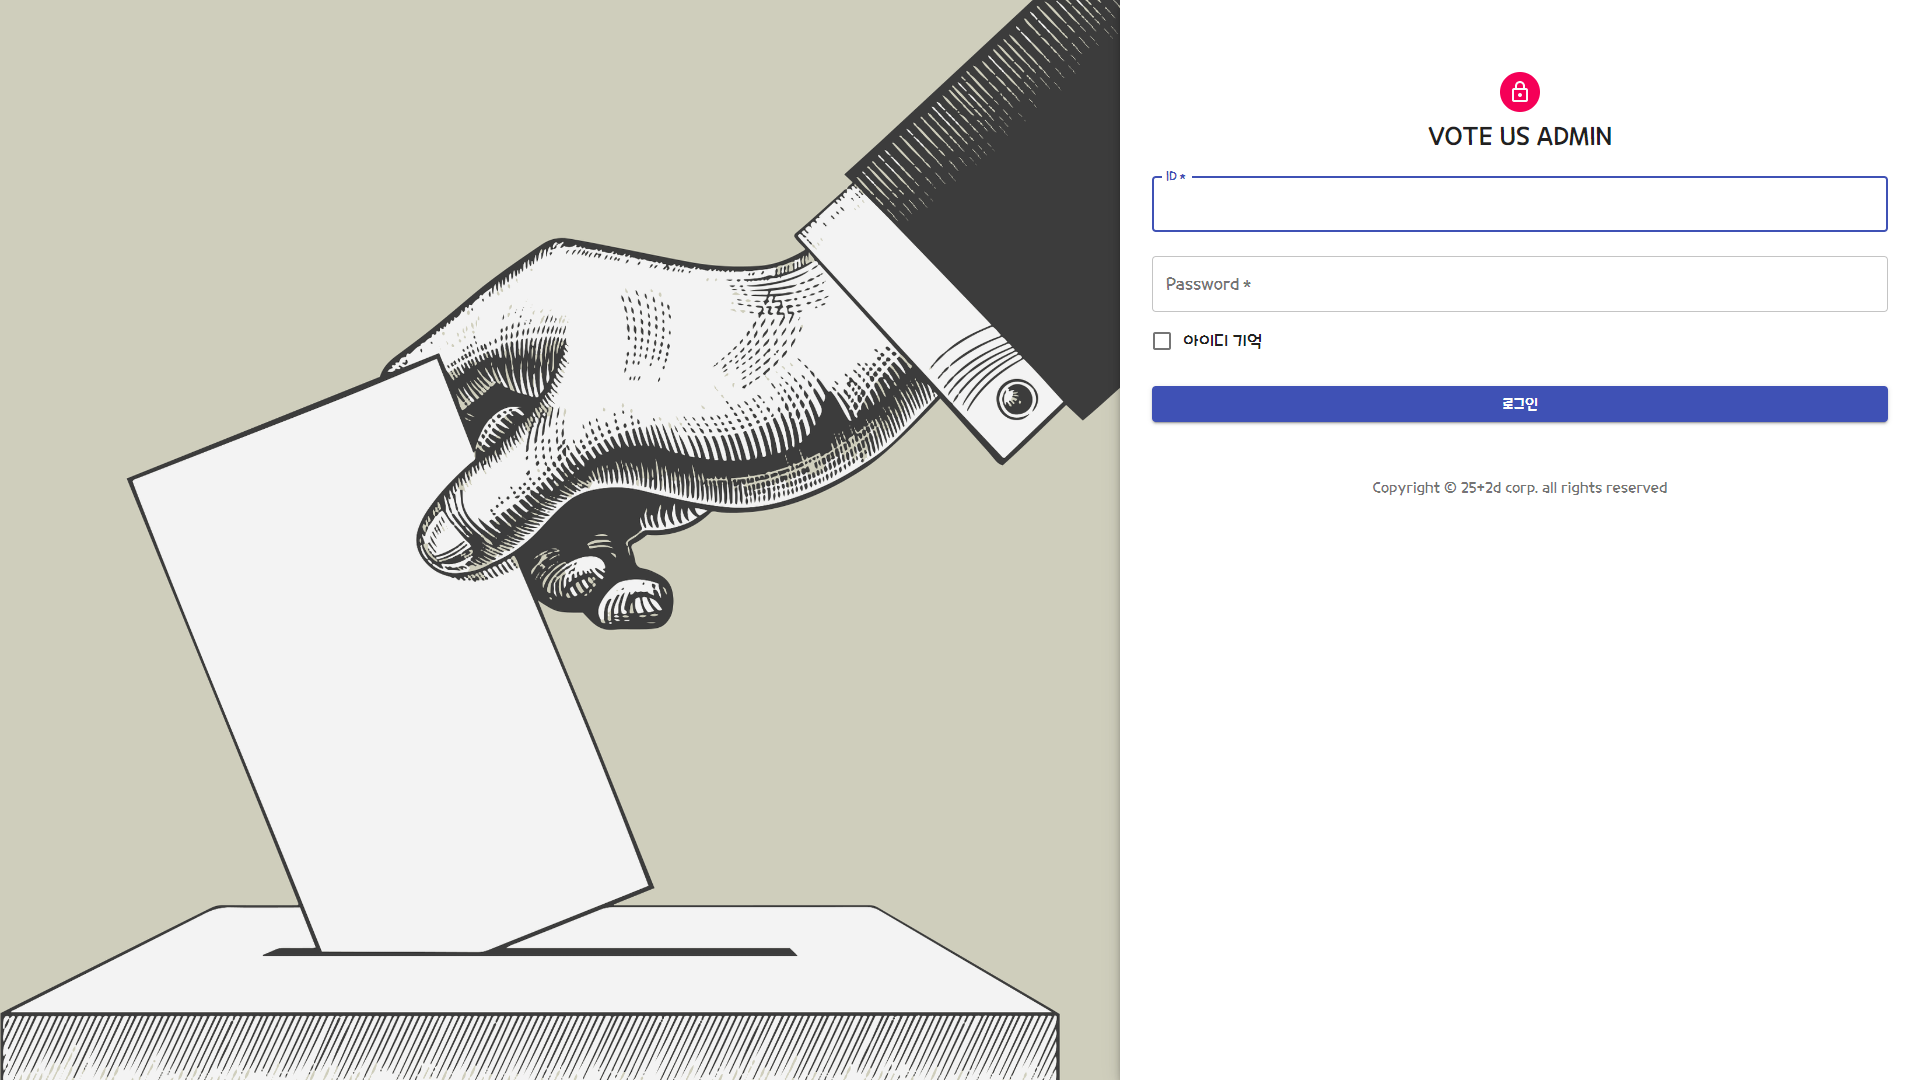 VOTE US ADMIN
ID *
Password *
아이디 기억
로그인
Copyright © 25+2d corp. all rights reserved